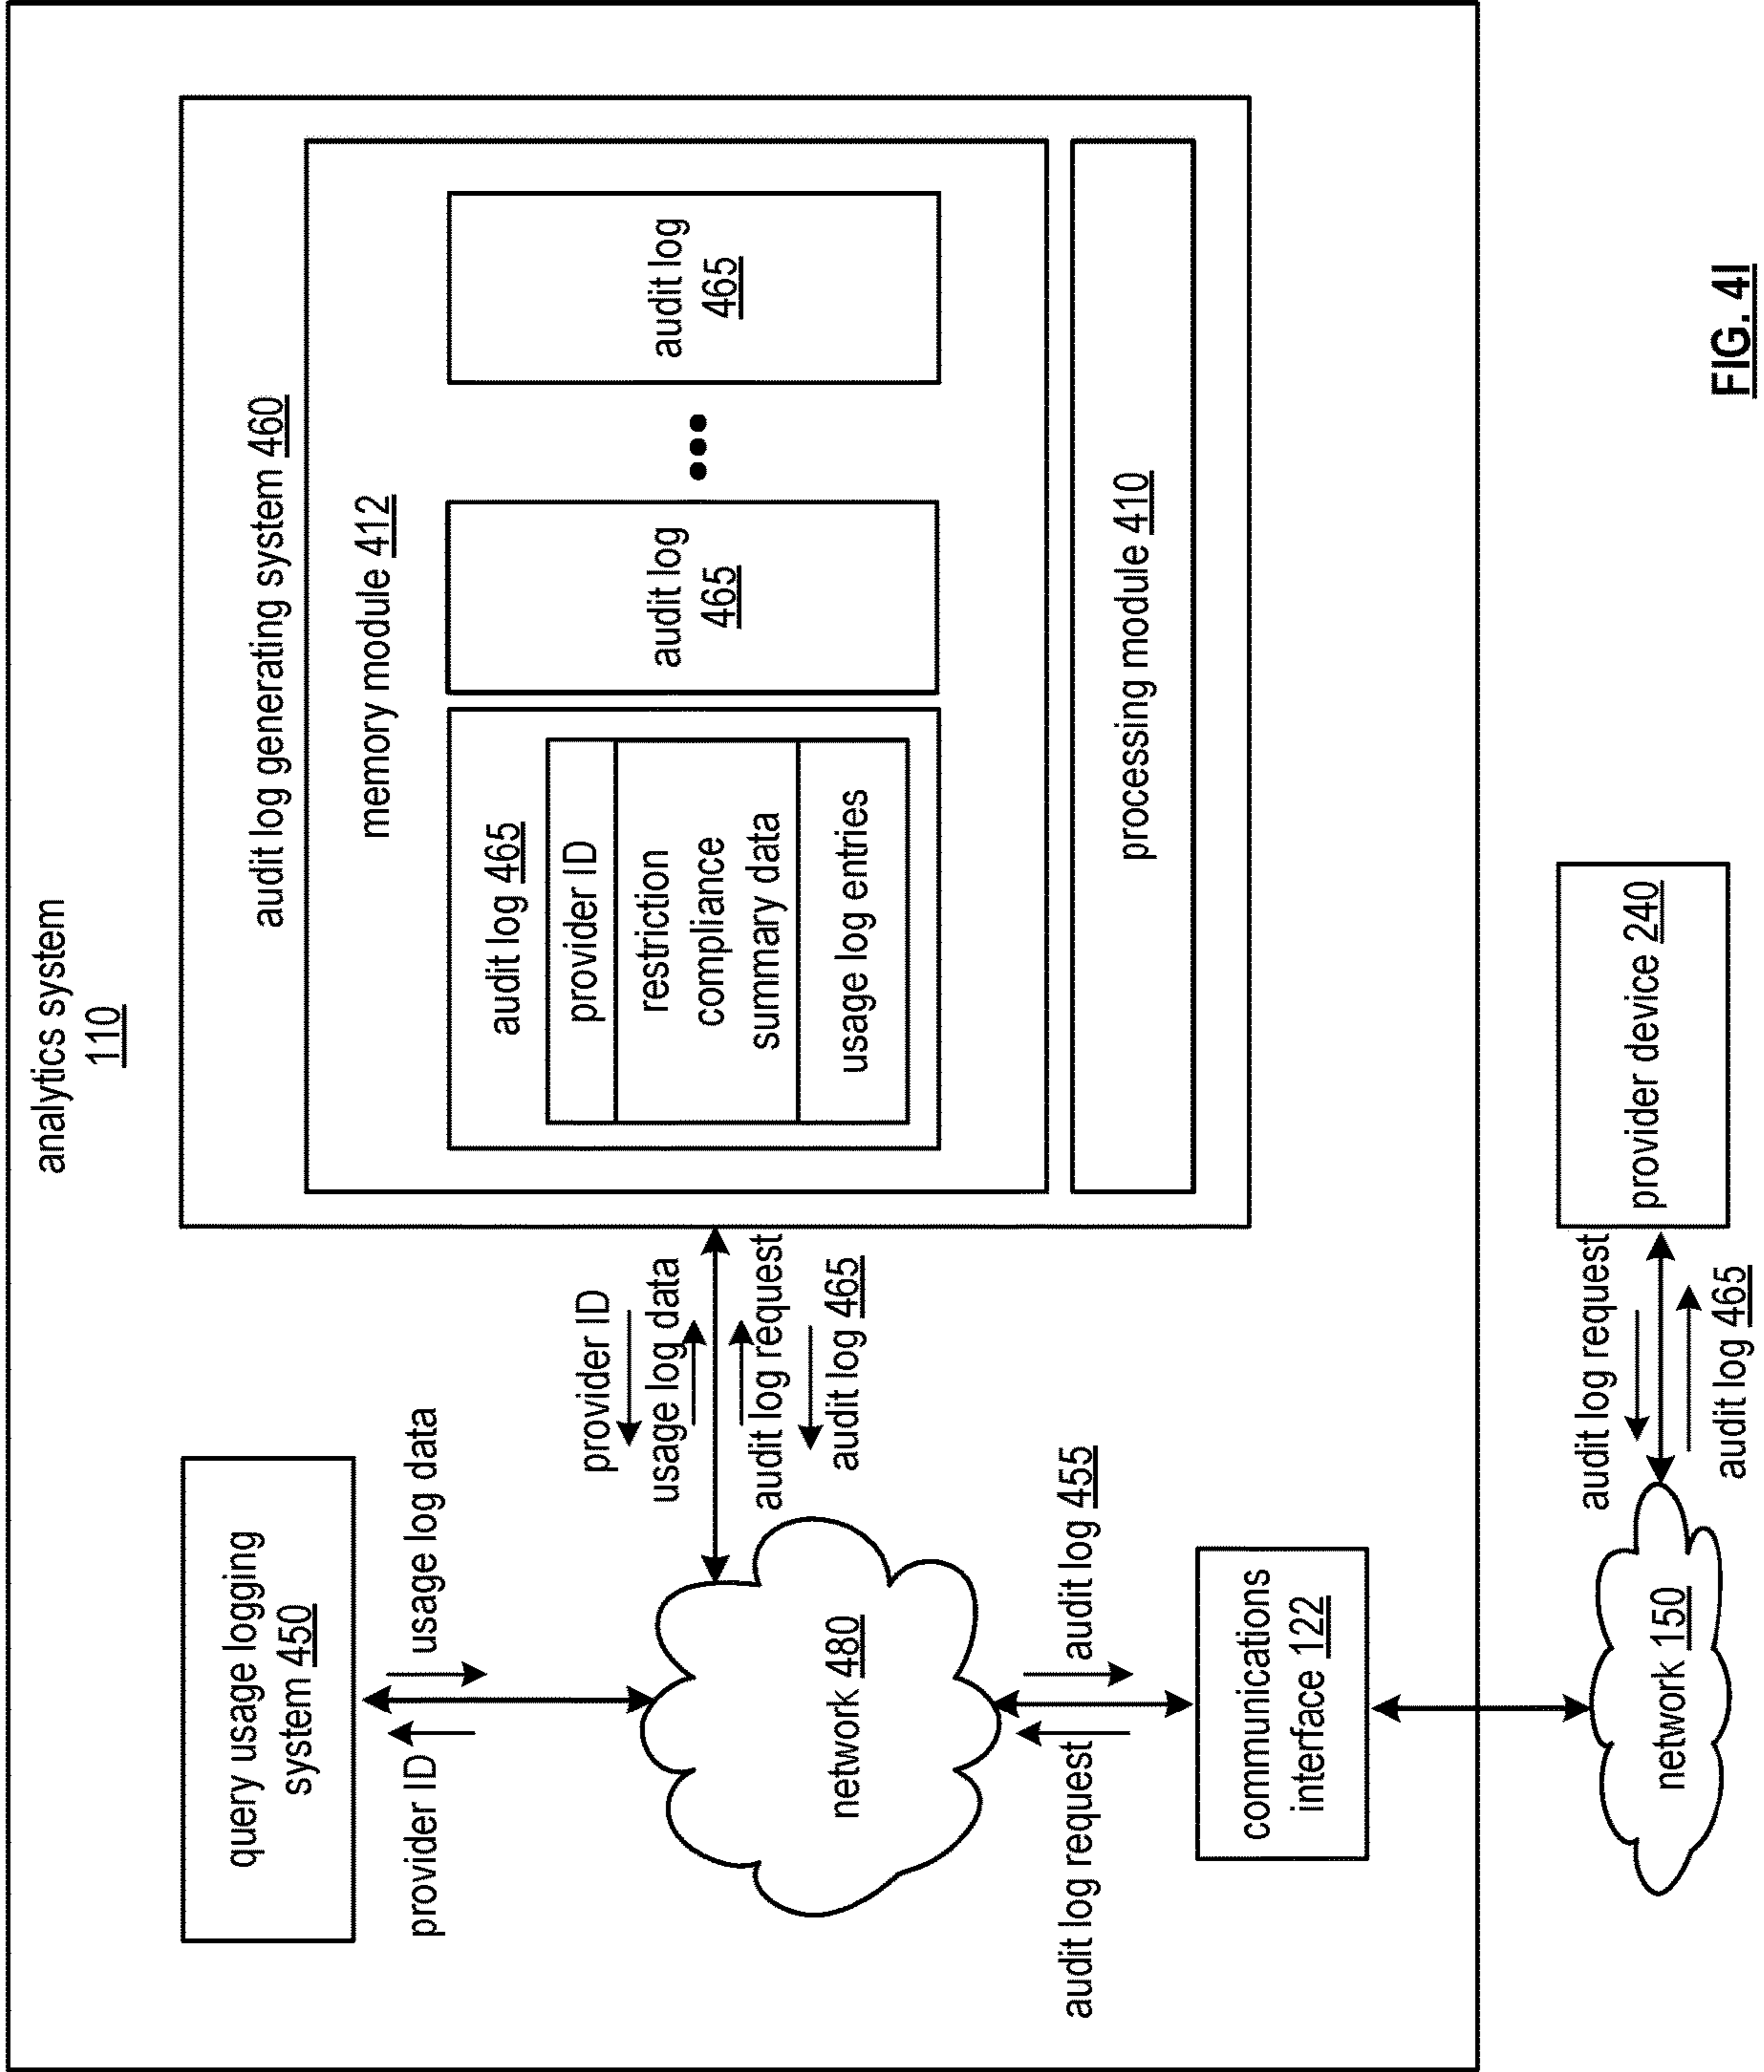 analytics system
110
query usage logging
system 450
provider ID
usage log data
network 480
provider ID
usage log data
audit log request
audit log 465
audit log generating system 460
memory module 412
audit log 465
provider ID
restriction
compliance
summary data
usage log entries
audit log
465
audit log
465
processing module 410
audit log request
audit log 455
communications
interface 122
network 150
audit log request
audit log 465
provider device 240
FIG. 4I